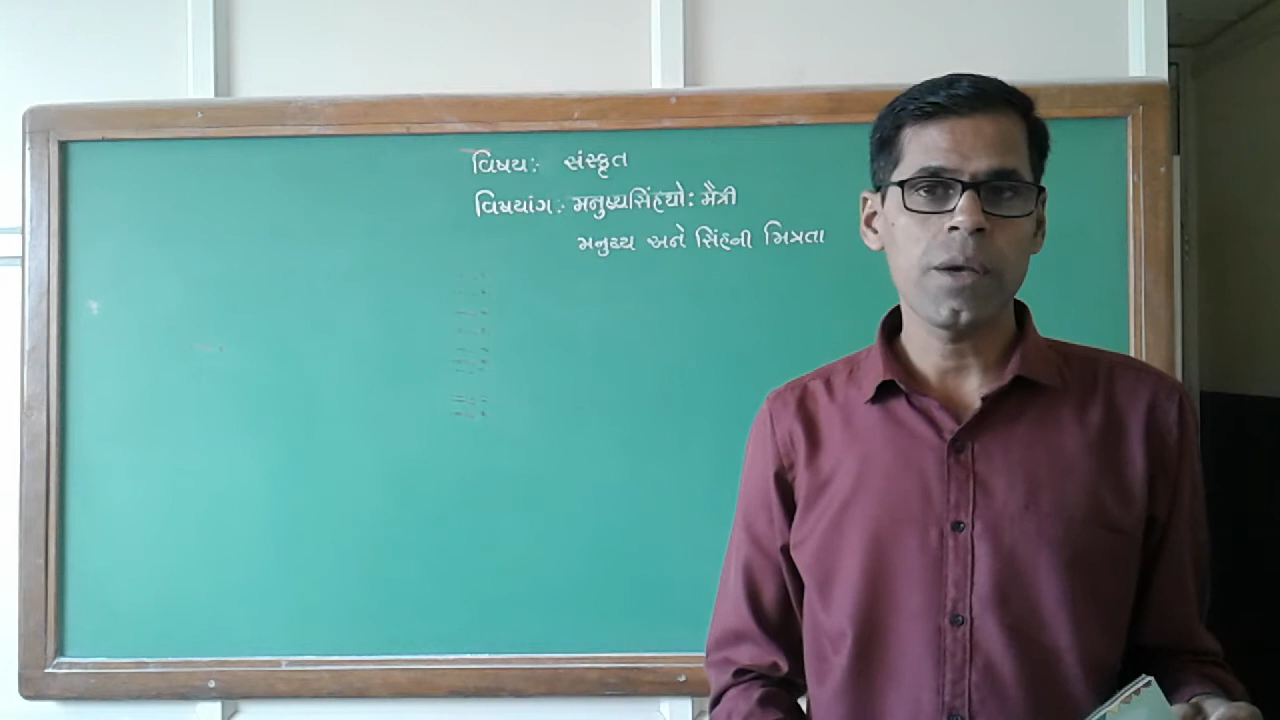 વિષય:- સંસ્કૃત
વિષયાંગ:- મનુષ્યસિંહયો: મૈત્રી
મનુષ્ય અને સિંહની મિત્રતા